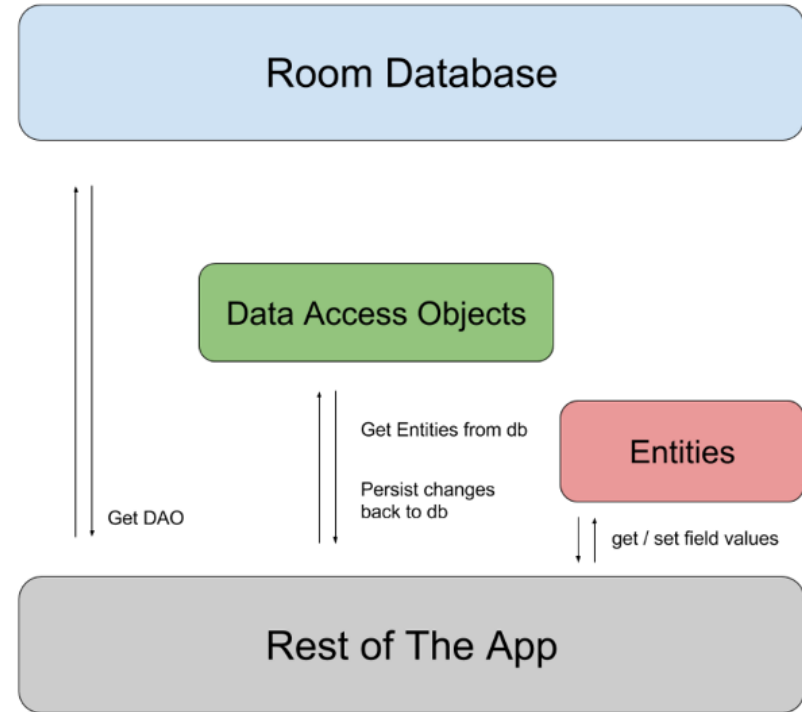 Room Database
Data Access Objects
Get Entities from db
Entities
Persist changes
back to db
Get DAO
get / set field values
Rest of The App